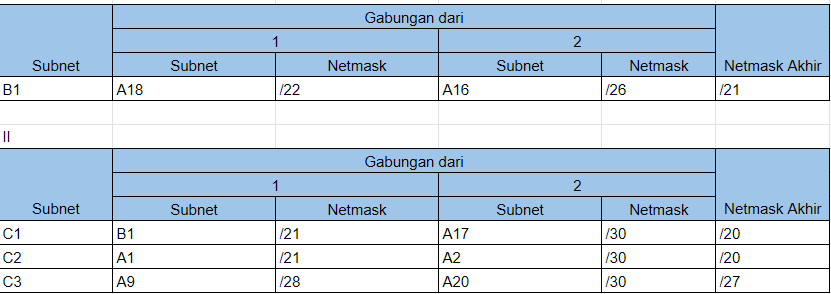 Gabungan dari
1 2
Subnet Subnet Netmask Subnet Netmask Netmask Akhir
B1 A18 /22 A16 /26 /21
II
Gabungan dari
1 2
Subnet Subnet Netmask Subnet Netmask Netmask Akhir
C1 B1 /21 A17 /30 /20
C2 A1 /21 A2 /30 /20
C3 A9 /28 A20 /30 /27